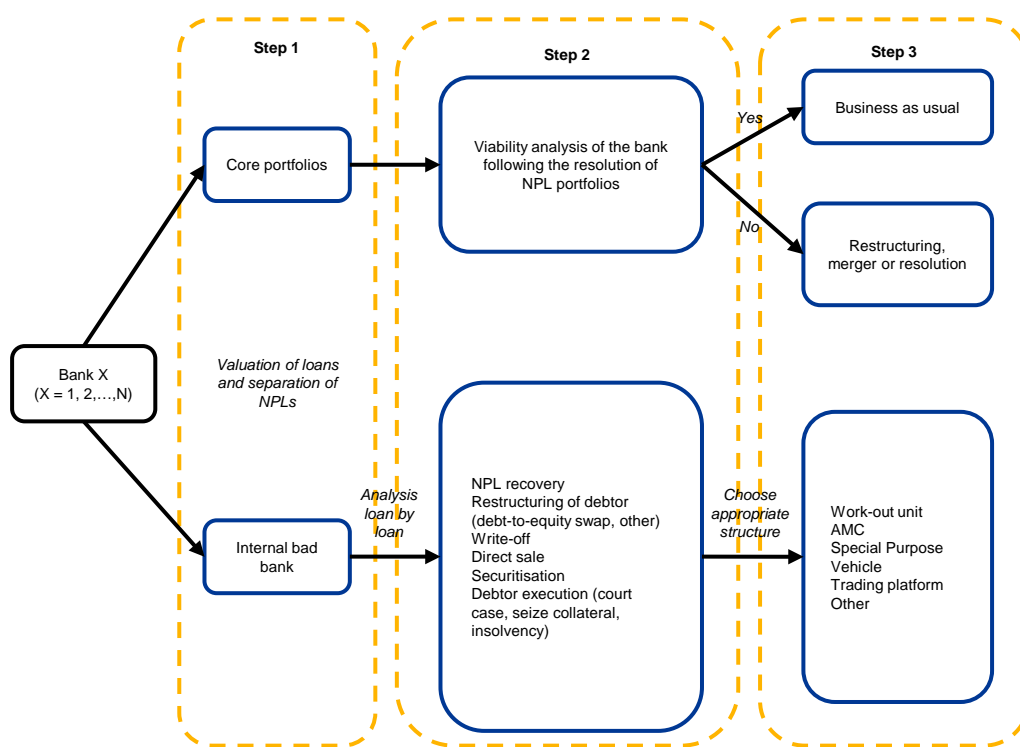 Step 1
Step 2
Step 3
Core portfolios
Viability analysis of the bank
following the resolution of
NPL portfolios
Yes
No
Business as usual
Restructuring,
merger or resolution
Bank X
(X = 1, 2,…,N)
Valuation of loans
and separation of
NPLs
Internal bad
bank
Analysis
loan by
loan
NPL recovery
Restructuring of debtor
(debt-to-equity swap, other)
Write-off
Direct sale
Securitisation
Debtor execution (court
case, seize collateral,
insolvency)
Choose
appropriate
structure
Work-out unit
AMC
Special Purpose
Vehicle
Trading platform
Other